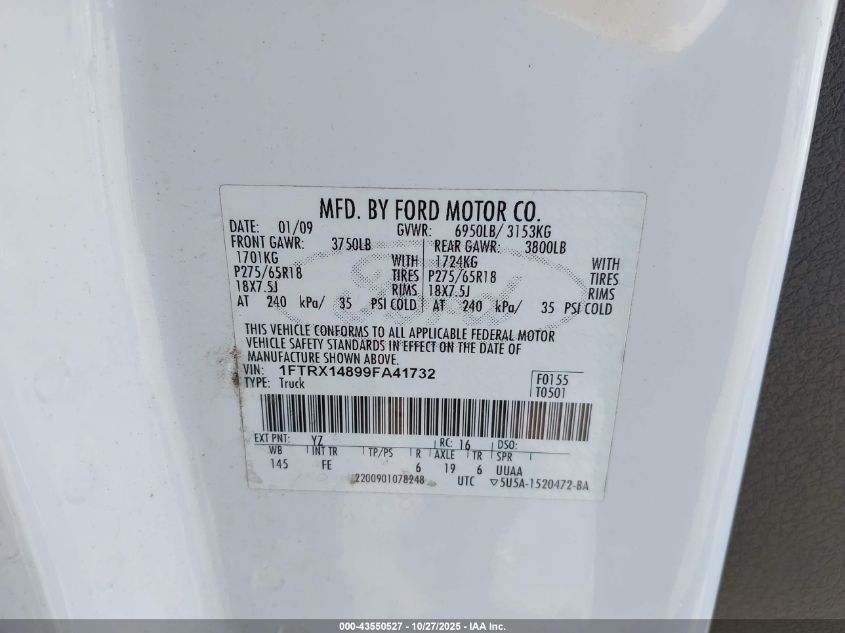 MFD. BY FORD MOTOR CO.
DATE: 01/09 GVWR: 6950LB/ 3153KG
FRONT GAWR: 3750LB REAR GAWR: 3800LB
1701KG WITH 1724KG WITH
P275/65R18 TIRES P275/65R18 TIRES
18X7.5J RIMS 18X7.5J RIMS
AT 240 kPa/ 35 PSI COLD AT 240 kPa/ 35 PSI COLD
Ford
THIS VEHICLE CONFORMS TO ALL APPLICABLE FEDERAL MOTOR
VEHICLE SAFETY STANDARDS IN EFFECT ON THE DATE OF
MANUFACTURE SHOWN ABOVE.
VIN: 1FTRX14899FA41732 F0155
TYPE: Truck T0501
EXT PNT: YZ RC: 16 DSO:
WB INT TR TP/PS R AXLE TR SPR
145 FE 6 19 6 UUAA
2200901078248 UTC ▽5U5A-1520472-BA
000-43550527 - 10/27/2025 - IAA Inc.